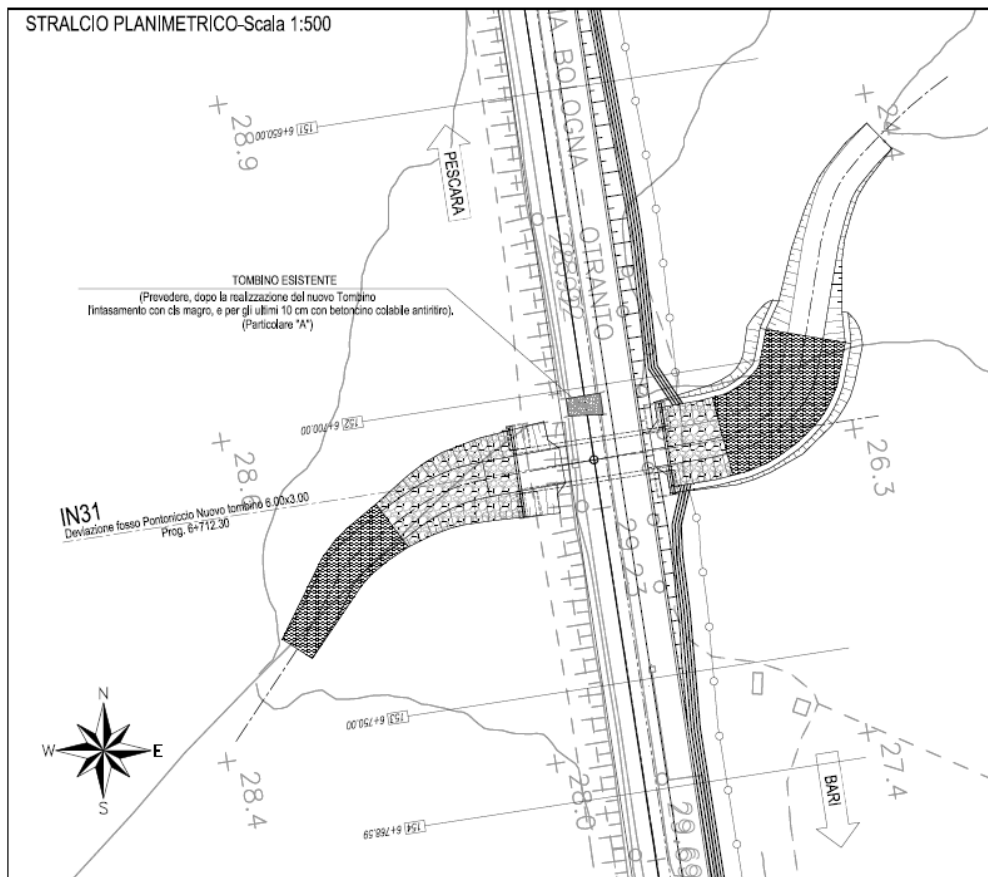 STRALCIO PLANIMETRICO-Scala 1:500
BOLOGNA - OTRANTO
28.9
151 6+650.00
PESCARA
24.4
TOMBINO ESISTENTE
(Prevedere, dopo la realizzazione del nuovo Tombino
l'intasamento con cls magro, e per gli ultimi 10 cm con betoncino colabile antiritiro).
(Particolare "A")
P.d
152 6+700.00
28.6
26.3
IN31
Deviazione fosso Pontoniccio Nuovo tombino 6.00x3.00
Prog. 6+712.30
29.23
N
W E
S
153 6+750.00
28.4
28.0
27.4
BARI
154 6+768.59
29.69